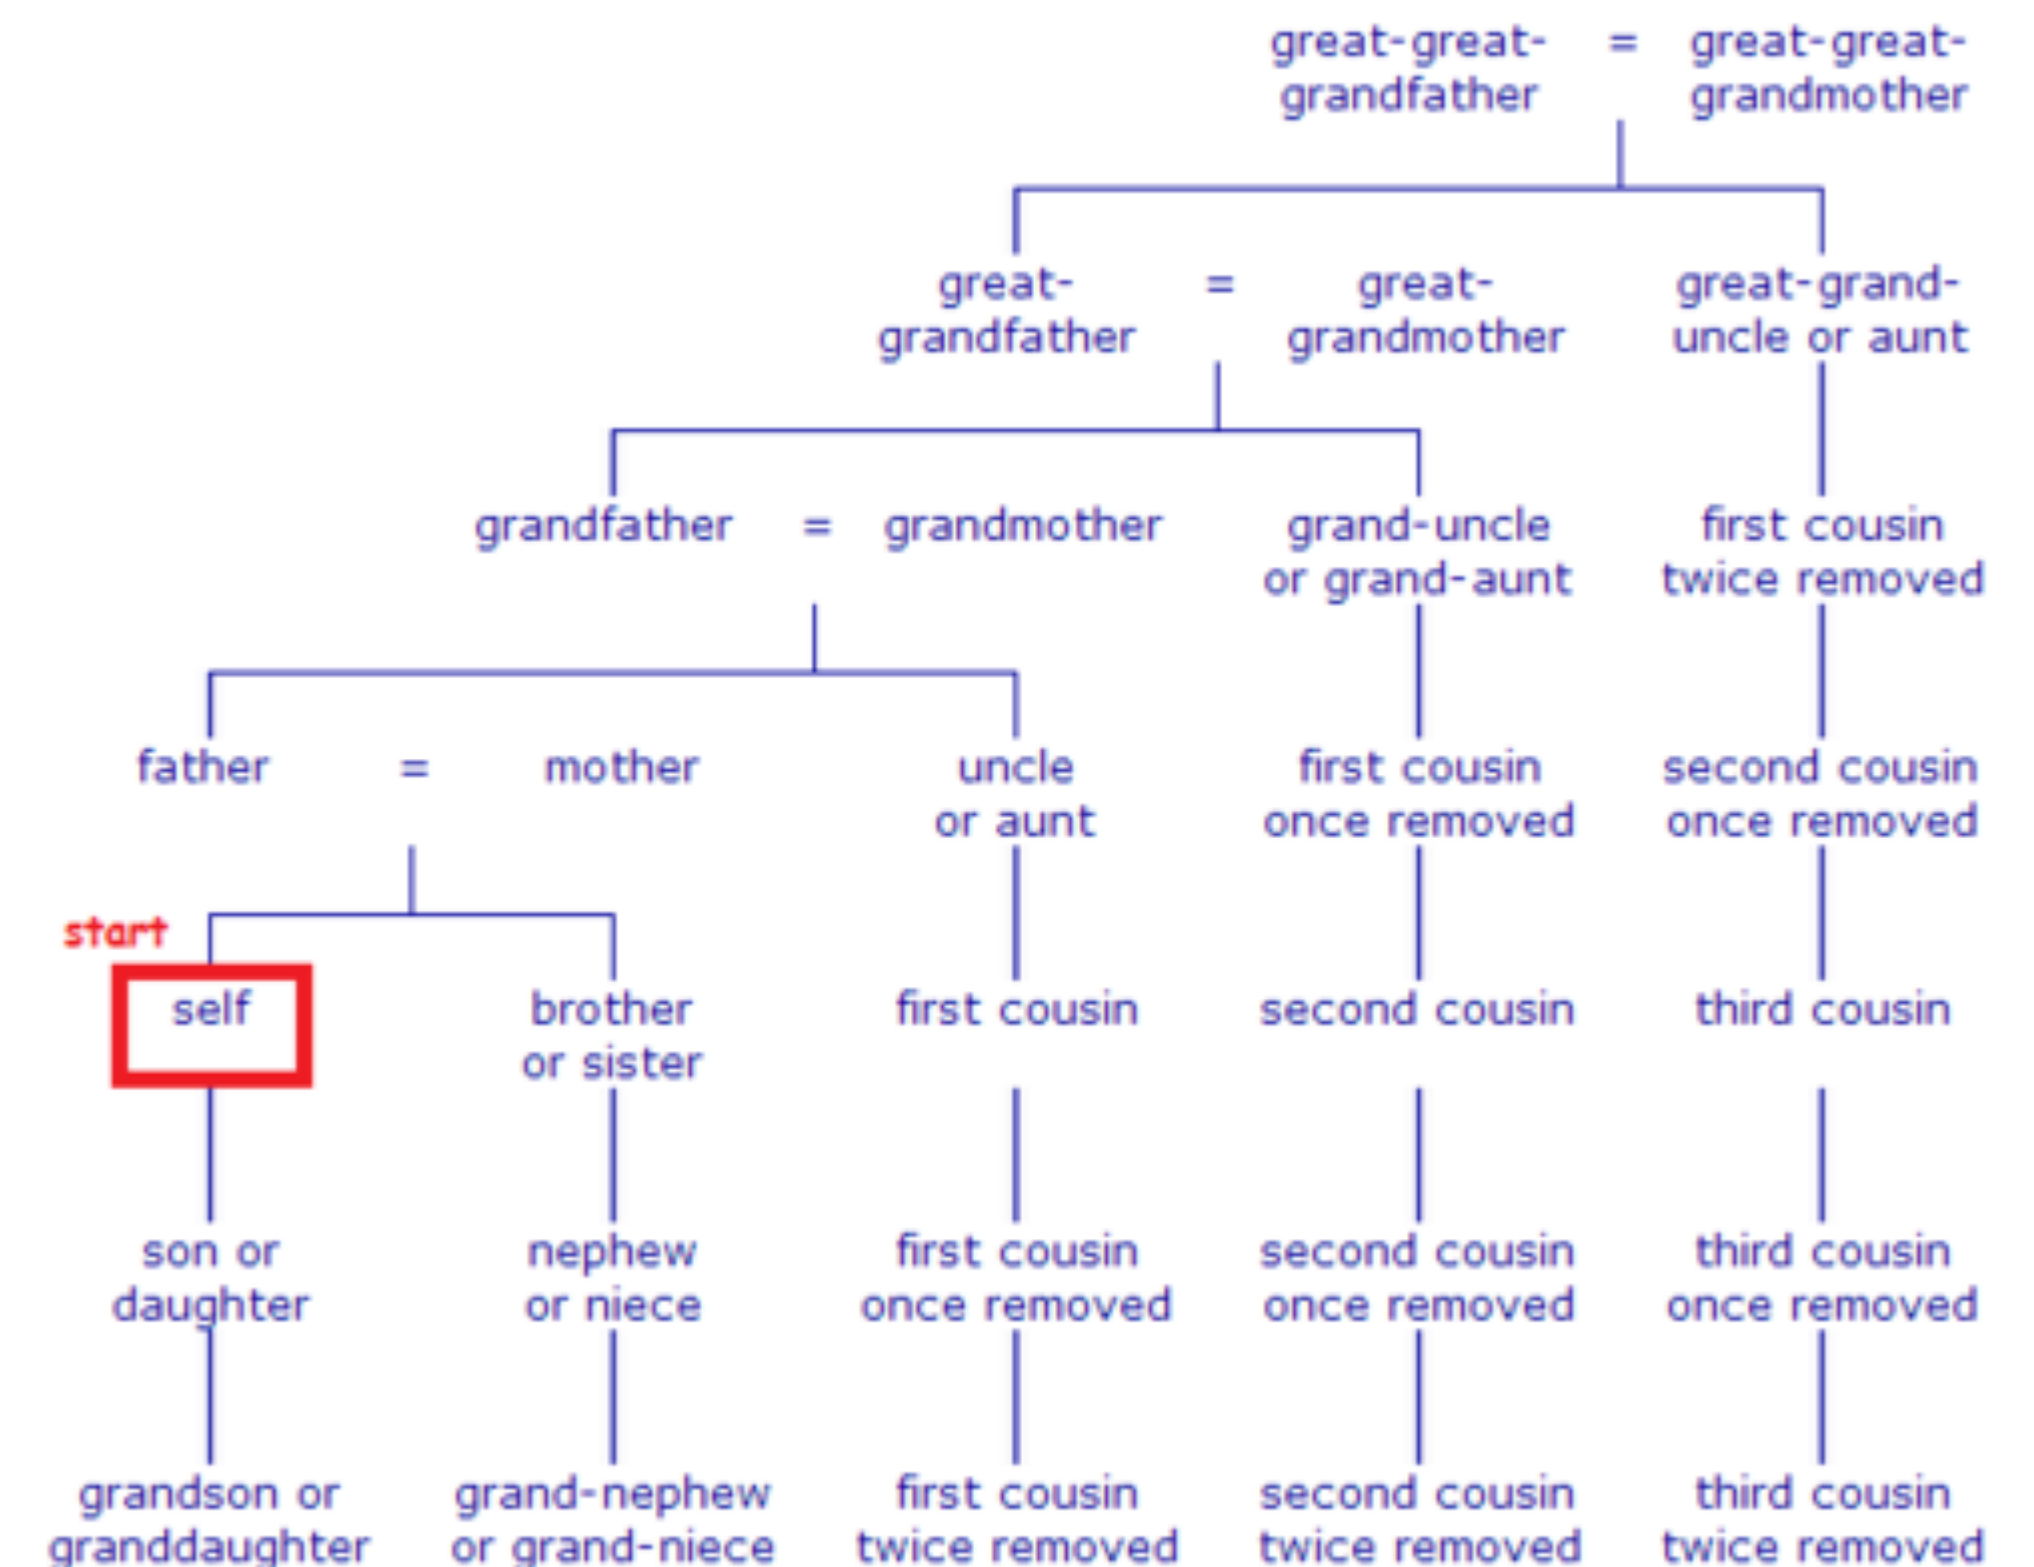 great-great- = great-great-
grandfather grandmother
great- = great- great-grand-
grandfather grandmother uncle or aunt
grandfather = grandmother grand-uncle first cousin
or grand-aunt twice removed
father = mother uncle first cousin second cousin
or aunt once removed once removed
start
self brother first cousin second cousin third cousin
or sister
son or nephew first cousin second cousin third cousin
daughter or niece once removed once removed once removed
grandson or grand-nephew first cousin second cousin third cousin
granddaughter or grand-niece twice removed twice removed twice removed